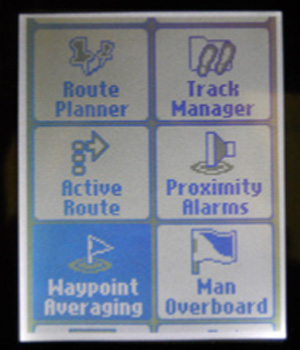 Route
Planner
Track
Manager
Active
Route
Proximity
Alarms
Waypoint
Averaging
Man
Overboard